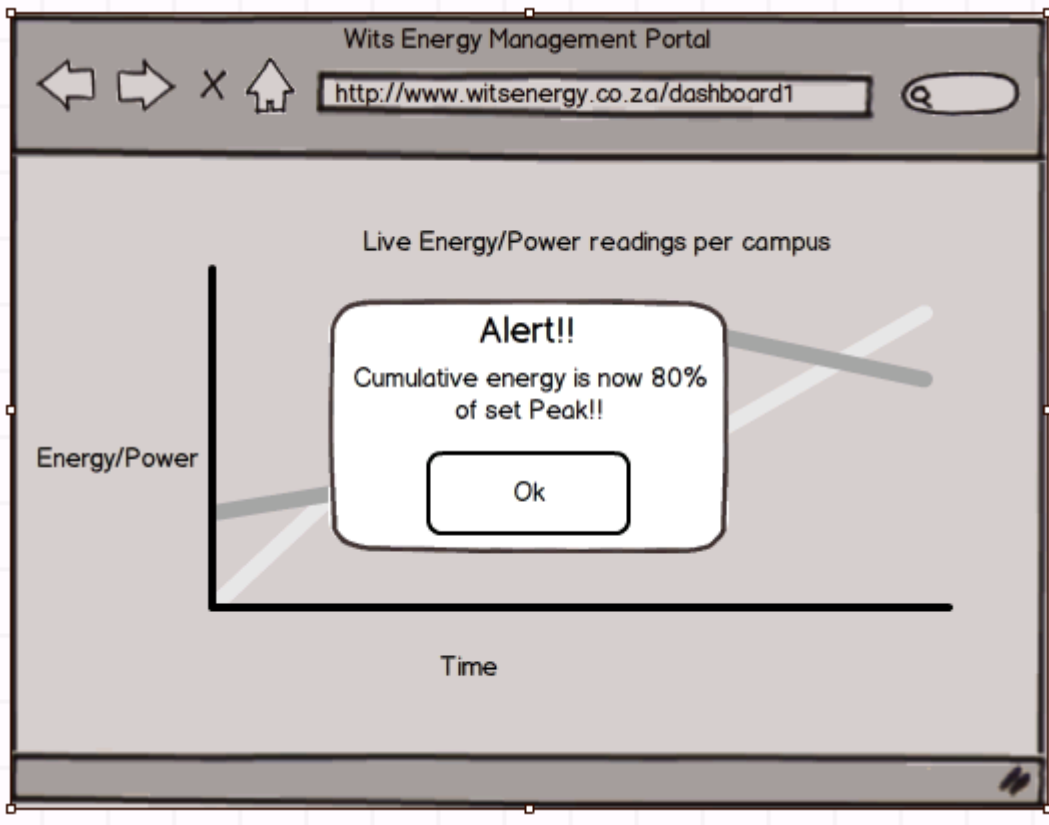 Wits Energy Management Portal
http://www.witsenergy.co.za/dashboard1
Live Energy/Power readings per campus
Alert!!
Cumulative energy is now 80%
of set Peak!!
Energy/Power
Ok
Time